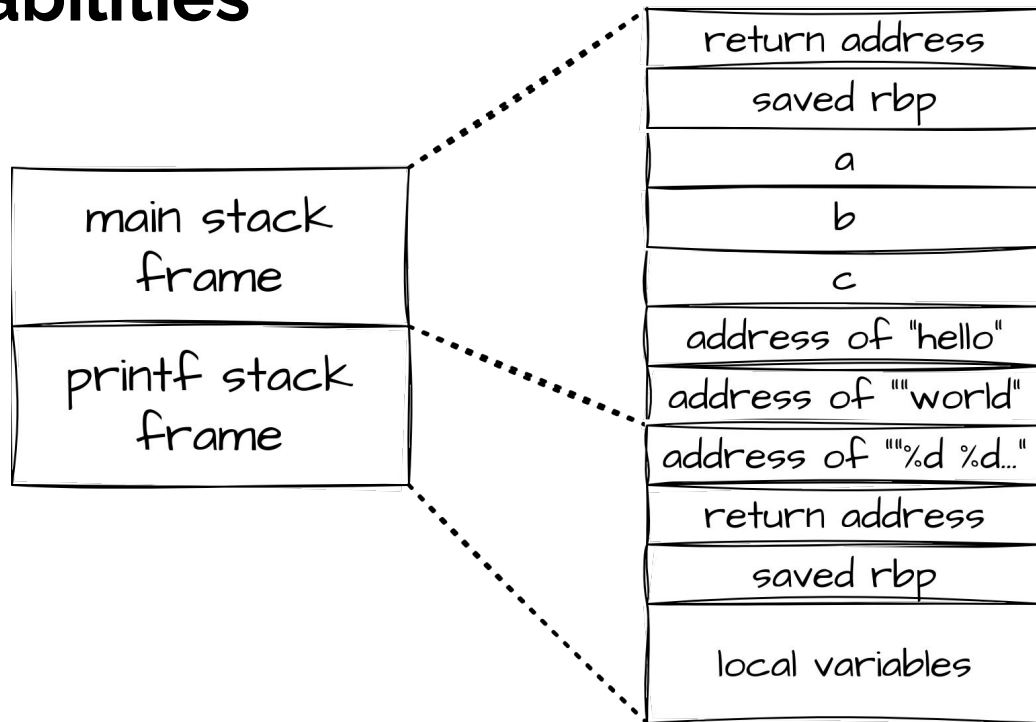 abilities
main stack
frame
printf stack
frame
return address
saved rbp
a
b
c
address of "hello"
address of ""world"
address of ""%d %d..."
return address
saved rbp
local variables